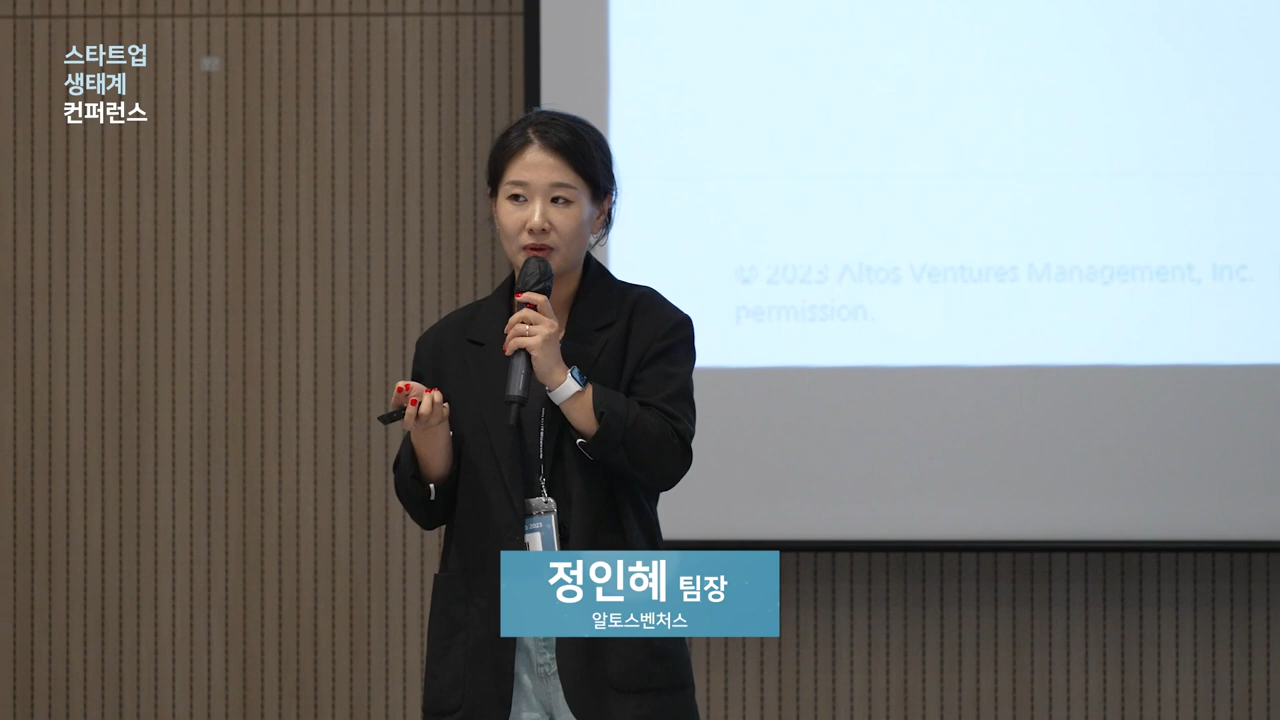 스타트업
생태계
컨퍼런스
© 2023 Altos Ventures Management, Inc.
permission.
2023
정인혜 팀장
알토스벤처스